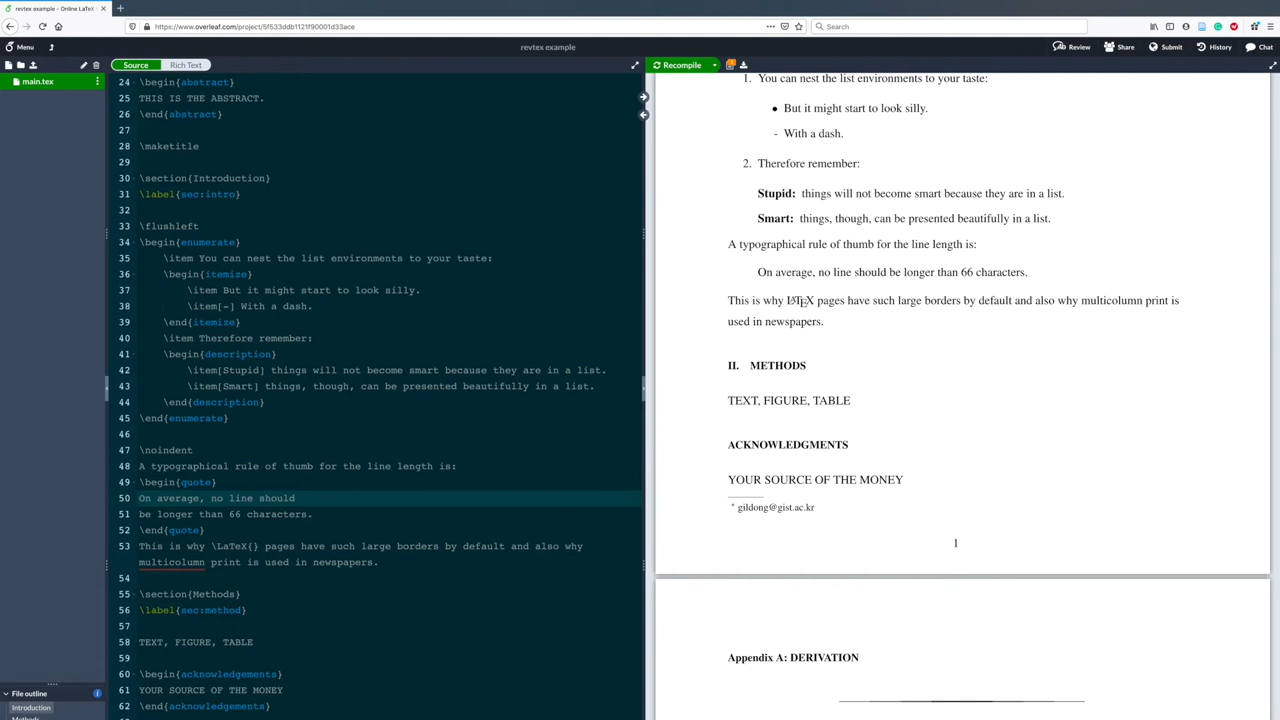 revtex example - Online LaTeX
https://www.overleaf.com/project/5f533ddb1121f90001d33ace
Search
Menu
revtex example
Review
Share
Submit
History
Chat
Source
Rich Text
Recompile
main.tex
24 \begin{abstract}
25 THIS IS THE ABSTRACT.
26 \end{abstract}
27
28 \maketitle
29
30 \section{Introduction}
31 \label{sec:intro}
32
33 \flushleft
34 \begin{enumerate}
35 \item You can nest the list environments to your taste:
36 \begin{itemize}
37 \item But it might start to look silly.
38 \item[-] With a dash.
39 \end{itemize}
40 \item Therefore remember:
41 \begin{description}
42 \item[Stupid] things will not become smart because they are in a list.
43 \item[Smart] things, though, can be presented beautifully in a list.
44 \end{description}
45 \end{enumerate}
46
47 \noindent
48 A typographical rule of thumb for the line length is:
49 \begin{quote}
50 On average, no line should
51 be longer than 66 characters.
52 \end{quote}
53 This is why \LaTeX{} pages have such large borders by default and also why
multicolumn print is used in newspapers.
54
55 \section{Methods}
56 \label{sec:method}
57
58 TEXT, FIGURE, TABLE
59
60 \begin{acknowledgements}
61 YOUR SOURCE OF THE MONEY
62 \end{acknowledgements}
File outline
Introduction
Methods
1. You can nest the list environments to your taste:
• But it might start to look silly.
- With a dash.
2. Therefore remember:
Stupid: things will not become smart because they are in a list.
Smart: things, though, can be presented beautifully in a list.
A typographical rule of thumb for the line length is:
On average, no line should be longer than 66 characters.
This is why LATEX pages have such large borders by default and also why multicolumn print is
used in newspapers.
II. METHODS
TEXT, FIGURE, TABLE
ACKNOWLEDGMENTS
YOUR SOURCE OF THE MONEY
* gildong@gist.ac.kr
1
Appendix A: DERIVATION